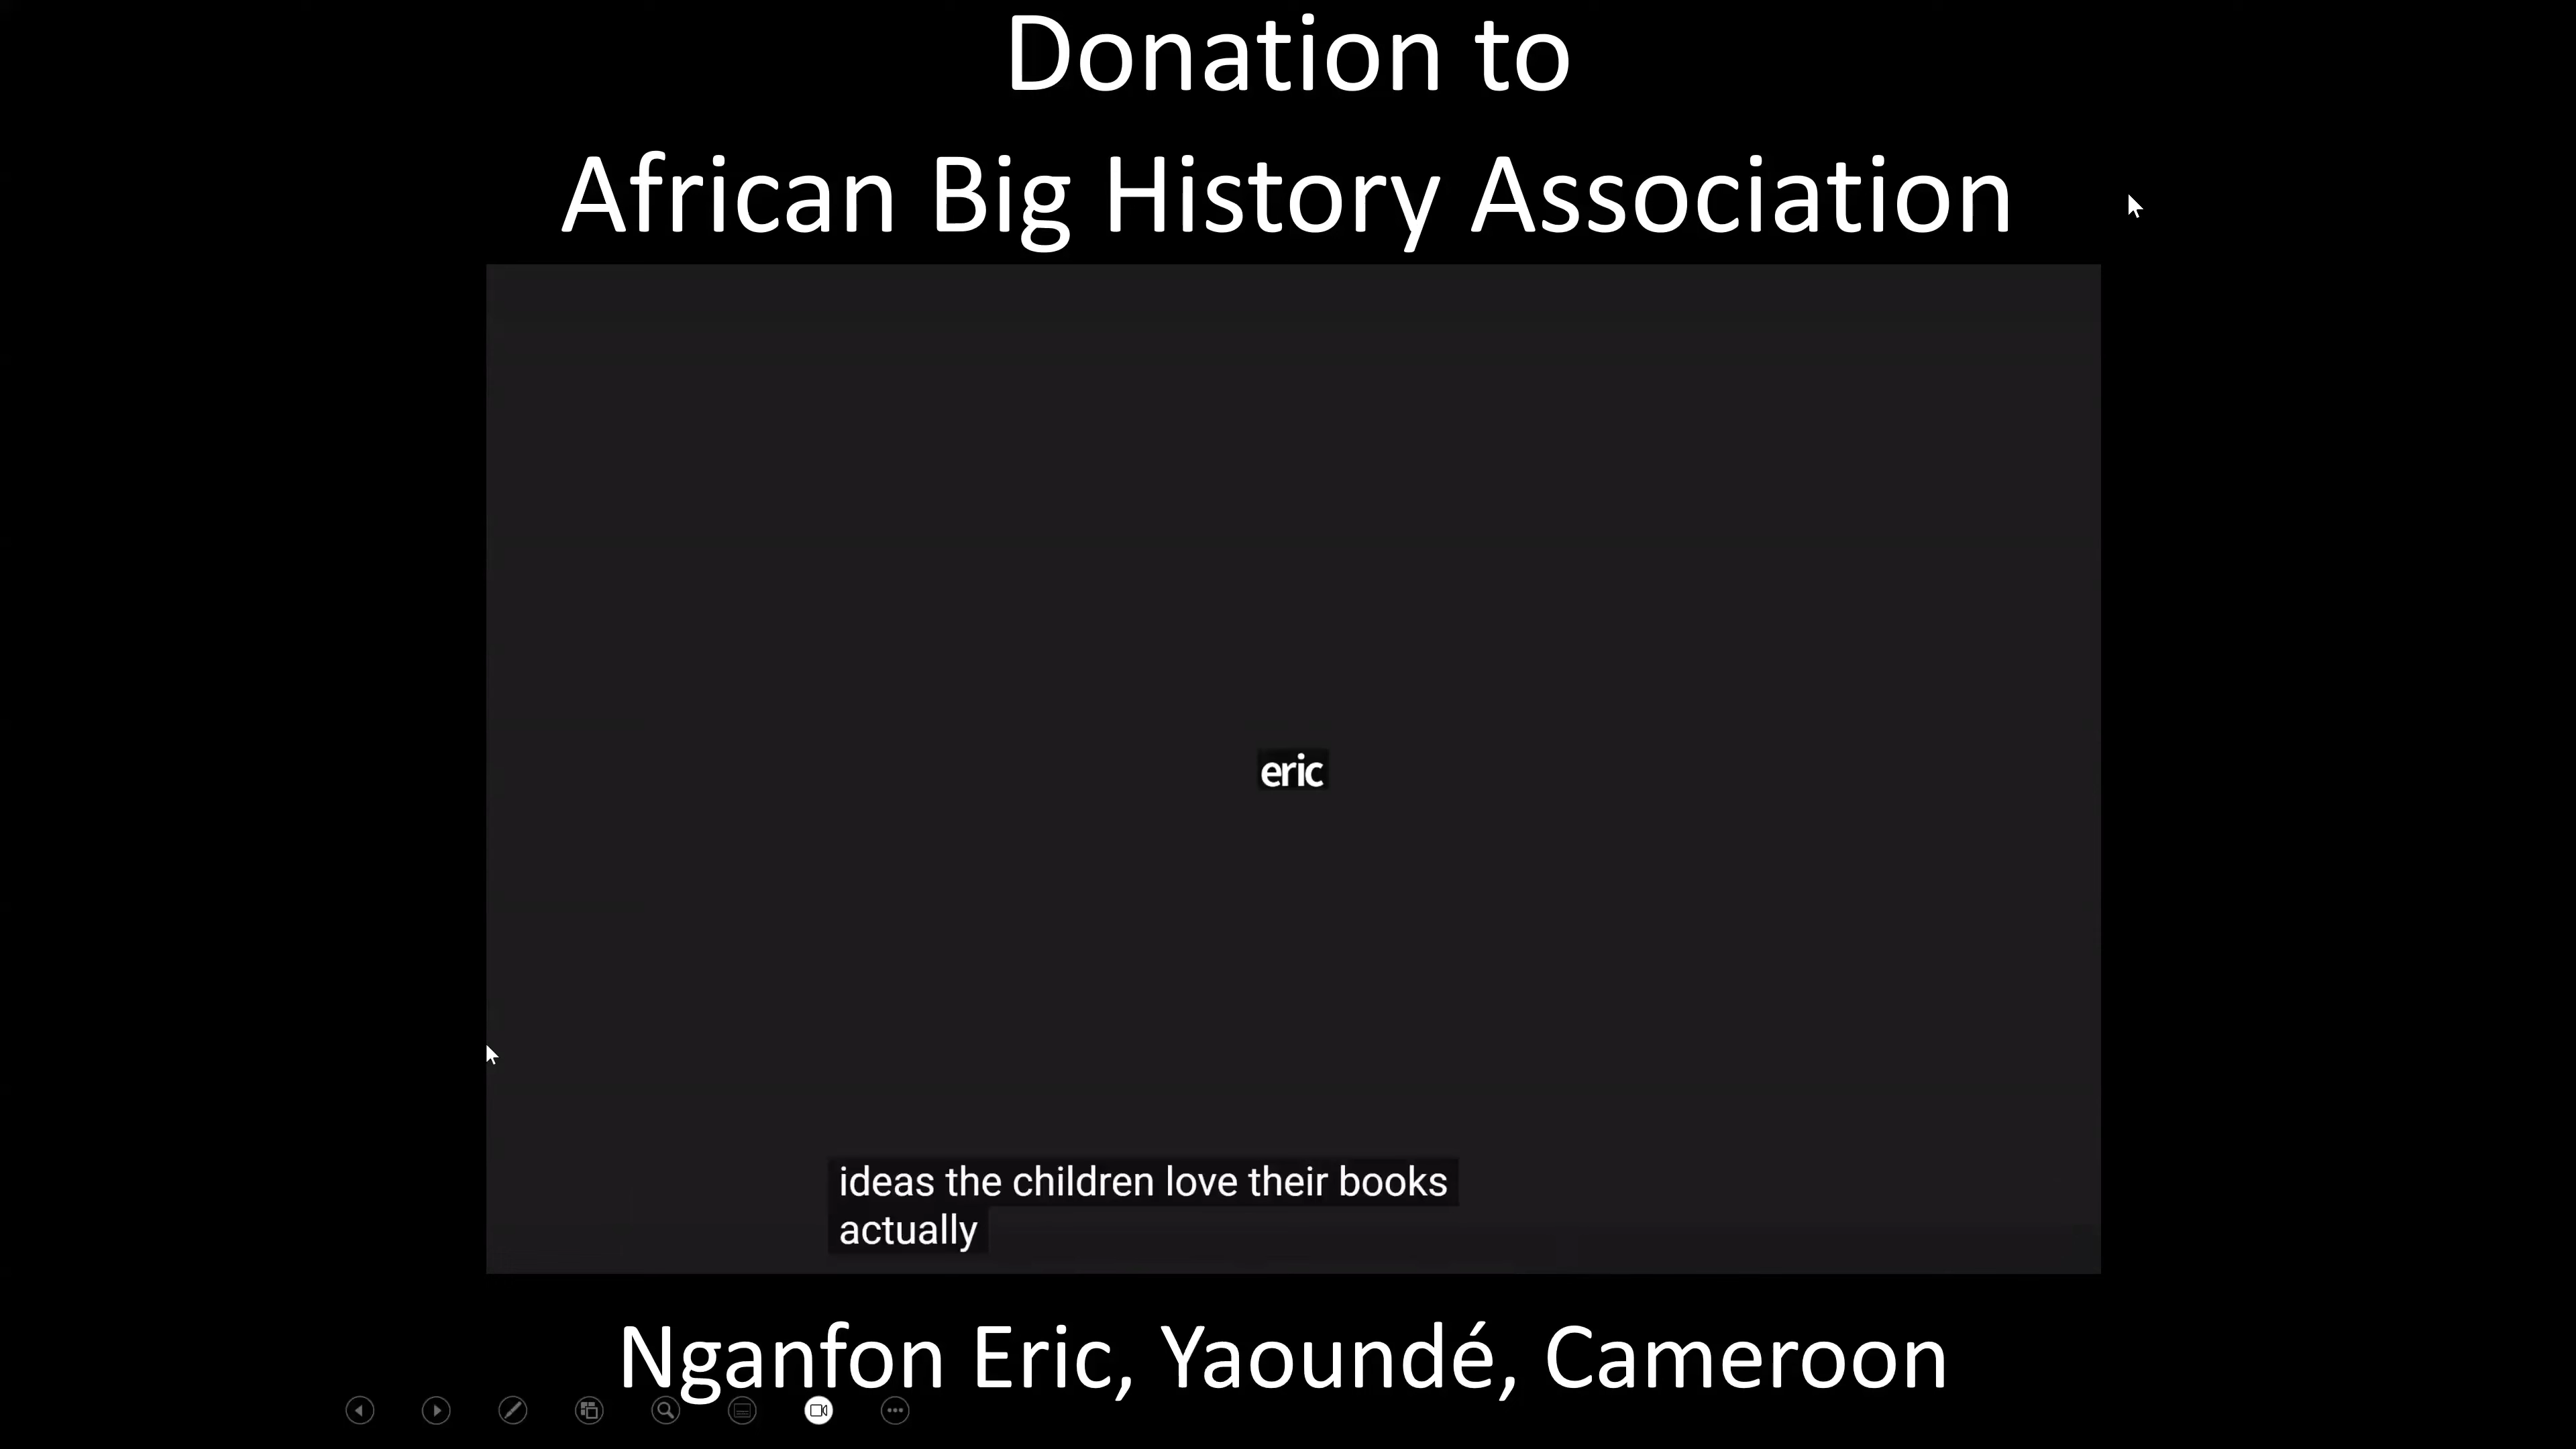 Donation to
African Big History Association
eric
ideas the children love their books
actually
Nganfon Eric, Yaoundé, Cameroon